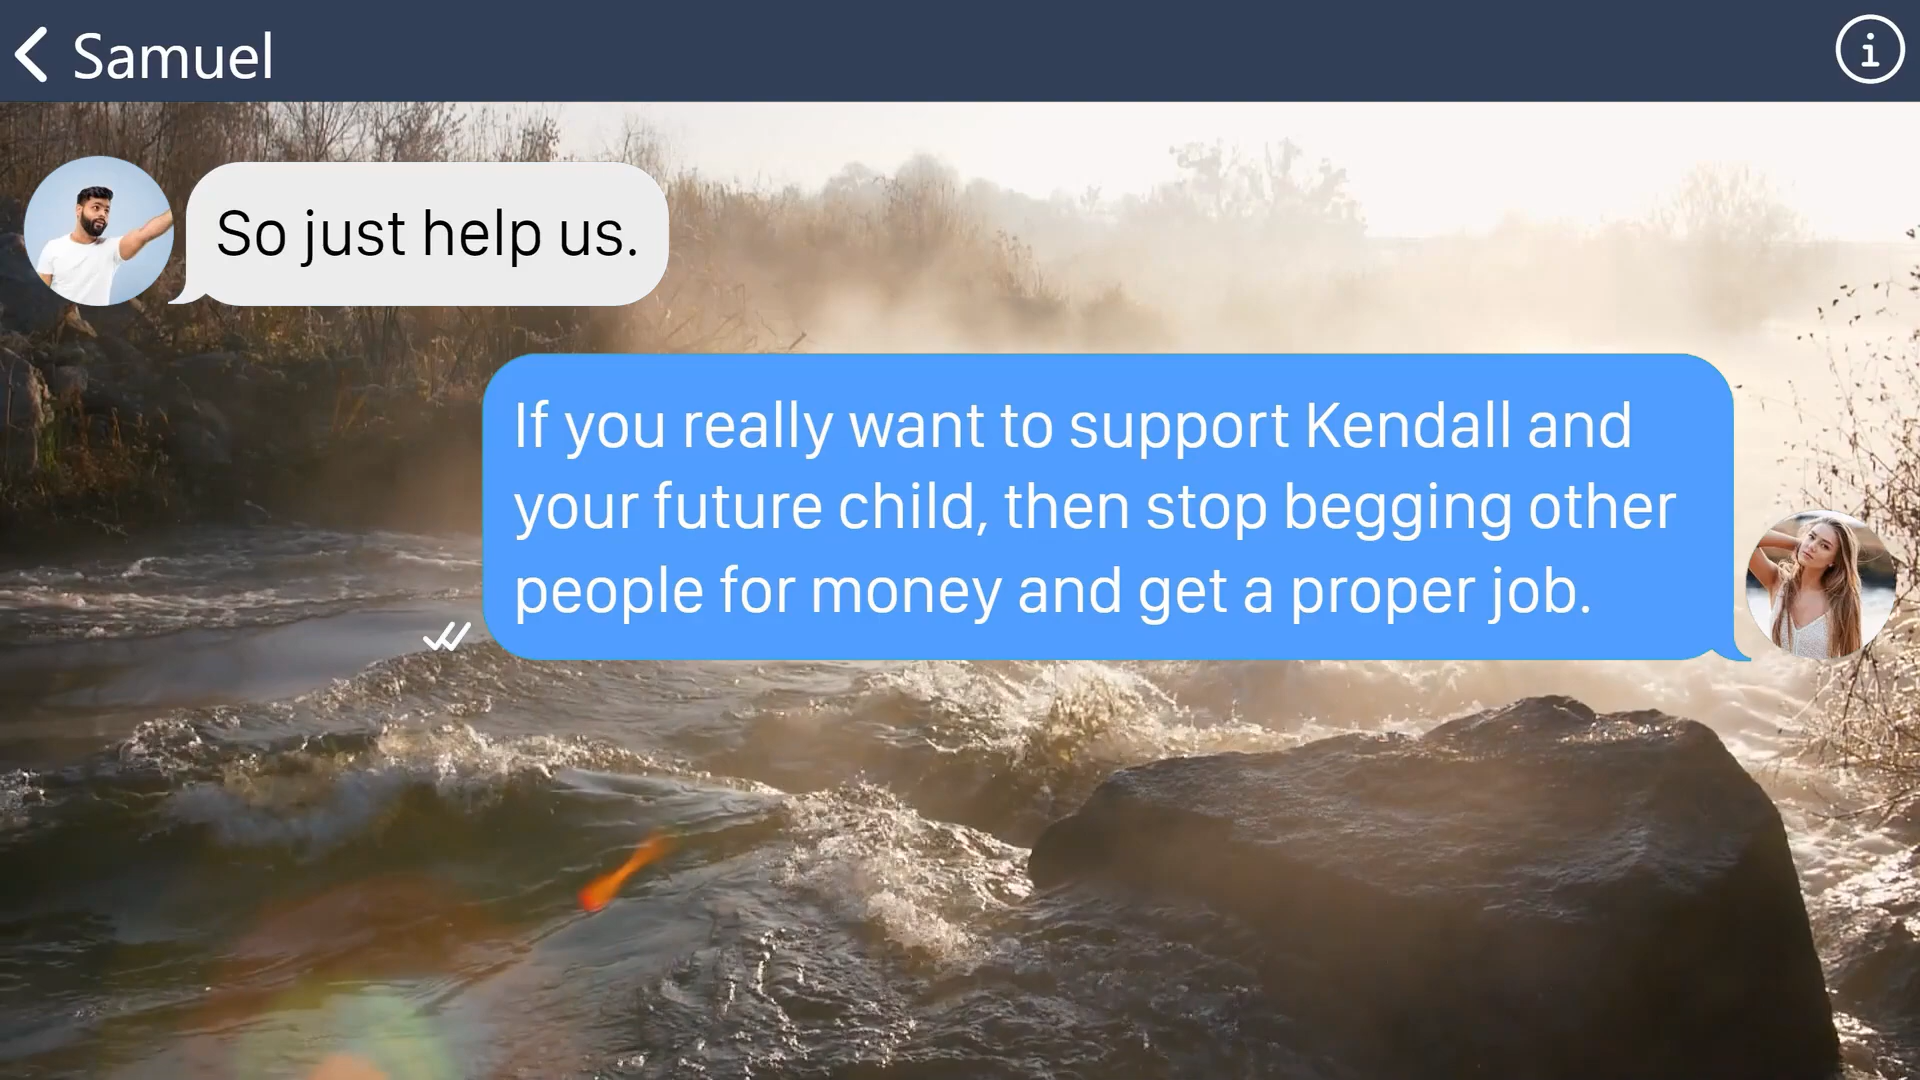 Samuel
So just help us.
If you really want to support Kendall and
your future child, then stop begging other
people for money and get a proper job.